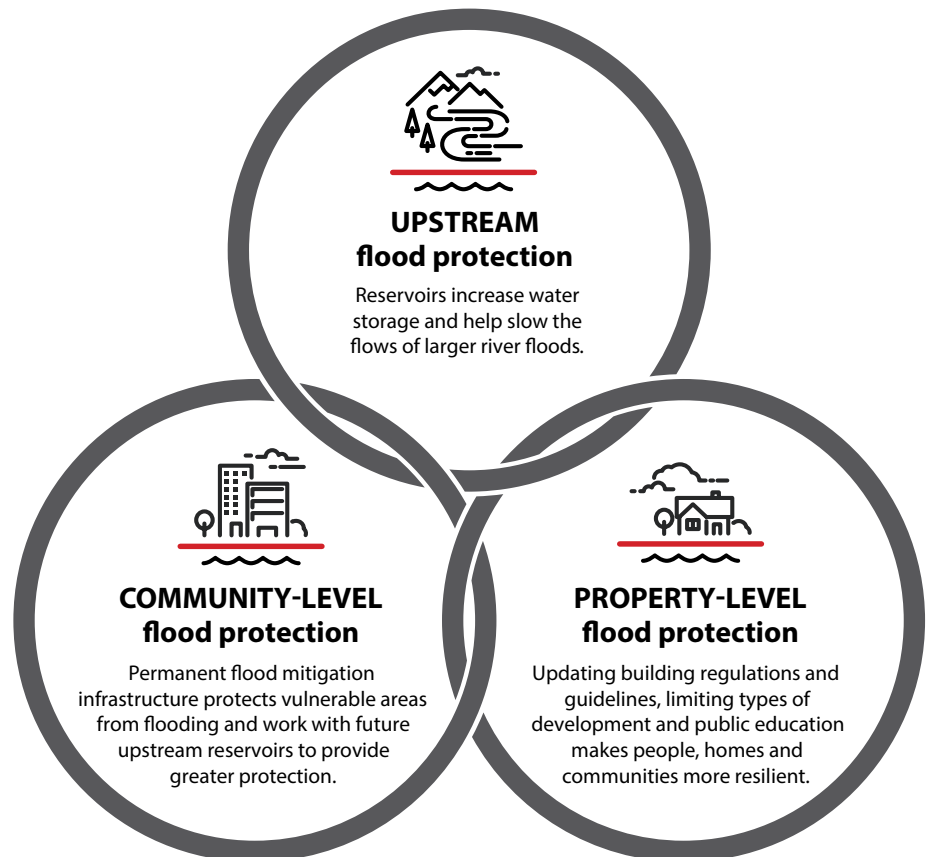 UPSTREAM
flood protection
Reservoirs increase water
storage and help slow the
flows of larger river floods.
COMMUNITY-LEVEL
flood protection
Permanent flood mitigation
infrastructure protects vulnerable areas
from flooding and work with future
upstream reservoirs to provide
greater protection.
PROPERTY-LEVEL
flood protection
Updating building regulations and
guidelines, limiting types of
development and public education
makes people, homes and
communities more resilient.